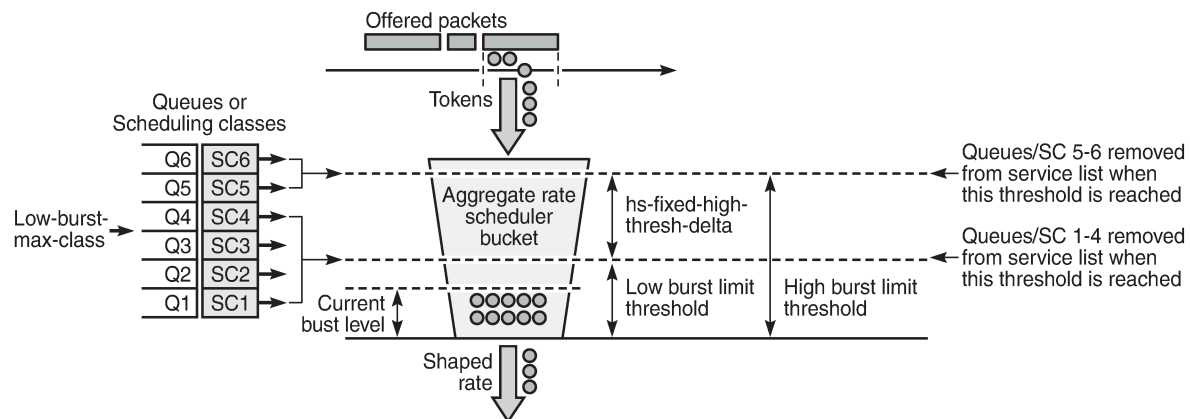 Offered packets
Tokens
Queues or
Scheduling classes
Q6 SC6
Q5 SC5
Q4 SC4
Q3 SC3
Q2 SC2
Q1 SC1
Low-burst-
max-class
Aggregate rate
scheduler
bucket
hs-fixed-high-
thresh-delta
Low burst limit
threshold
High burst limit
threshold
Queues/SC 5-6 removed
from service list when
this threshold is reached
Queues/SC 1-4 removed
from service list when
this threshold is reached
Current
bust level
Shaped
rate